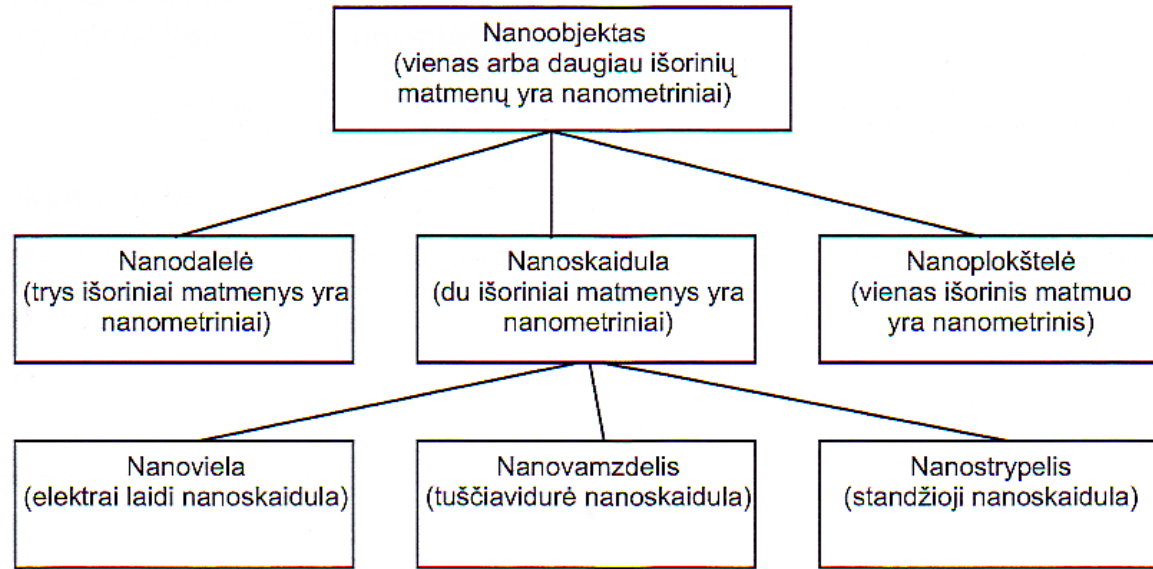 Nanoobjektas
(vienas arba daugiau išorinių
matmenų yra nanometriniai)
Nanodalelė
(trys išoriniai matmenys yra
nanometriniai)
Nanoskaidula
(du išoriniai matmenys yra
nanometriniai)
Nanoplokštelė
(vienas išorinis matmuo
yra nanometrinis)
Nanoviela
(elektrai laidi nanoskaidula)
Nanovamzdelis
(tuščiavidurė nanoskaidula)
Nanostrypelis
(standžioji nanoskaidula)